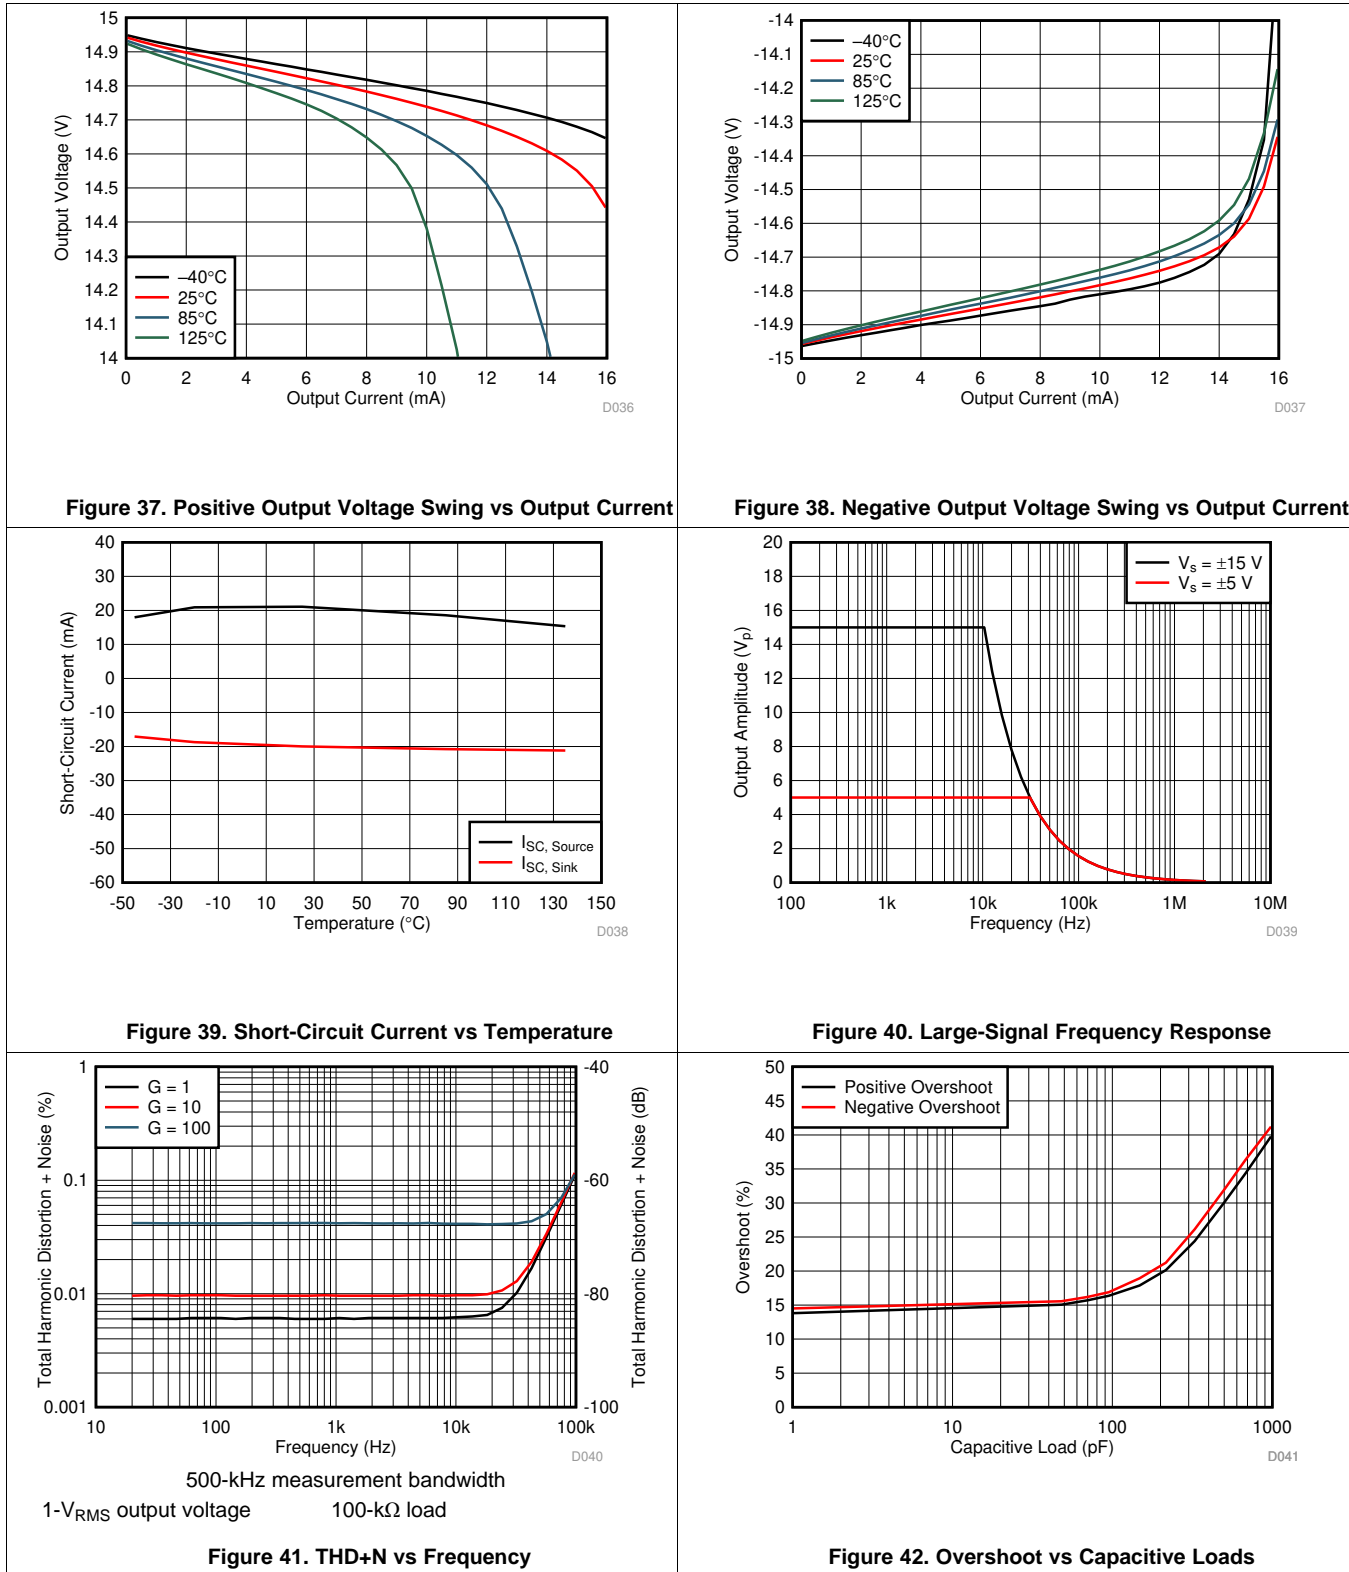 15
14.9
14.8
14.7
14.6
14.5
14.4
14.3
14.2
14.1
14
Output Voltage (V)
–40°C
25°C
85°C
125°C
0 2 4 6 8 10 12 14 16
Output Current (mA)
D036
Figure 37. Positive Output Voltage Swing vs Output Current
-14
-14.1
-14.2
-14.3
-14.4
-14.5
-14.6
-14.7
-14.8
-14.9
-15
Output Voltage (V)
–40°C
25°C
85°C
125°C
0 2 4 6 8 10 12 14 16
Output Current (mA)
D037
Figure 38. Negative Output Voltage Swing vs Output Current
40
30
20
10
0
-10
-20
-30
-40
-50
-60
Short-Circuit Current (mA)
ISC, Source
ISC, Sink
-50 -30 -10 10 30 50 70 90 110 130 150
Temperature (°C)
D038
Figure 39. Short-Circuit Current vs Temperature
20
18
16
14
12
10
8
6
4
2
0
Output Amplitude (Vp)
Vs = ±15 V
Vs = ±5 V
100 1k 10k 100k 1M 10M
Frequency (Hz)
D039
Figure 40. Large-Signal Frequency Response
1
0.1
0.01
0.001
Total Harmonic Distortion + Noise (%)
G = 1
G = 10
G = 100
-40
-60
-80
-100
Total Harmonic Distortion + Noise (dB)
10 100 1k 10k 100k
Frequency (Hz)
D040
500-kHz measurement bandwidth
1-VRMS output voltage 100-kΩ load
Figure 41. THD+N vs Frequency
50
45
40
35
30
25
20
15
10
5
0
Overshoot (%)
Positive Overshoot
Negative Overshoot
1 10 100 1000
Capacitive Load (pF)
D041
Figure 42. Overshoot vs Capacitive Loads